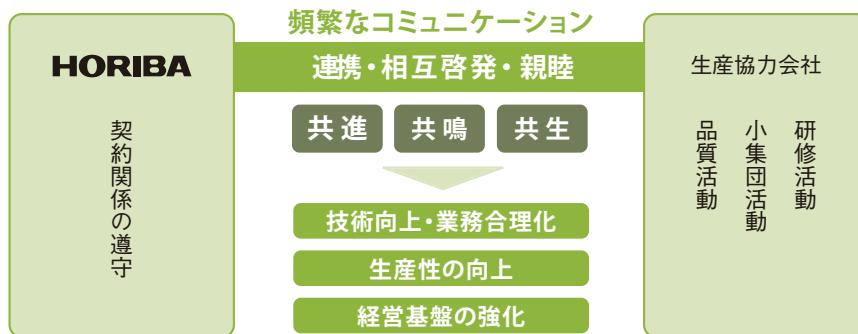 HORIBA
契約関係の遵守
頻繁なコミュニケーション
連携・相互啓発・親睦
共進
共鳴
共生
技術向上・業務合理化
生産性の向上
経営基盤の強化
生産協力会社
研修活動
小集団活動
品質活動